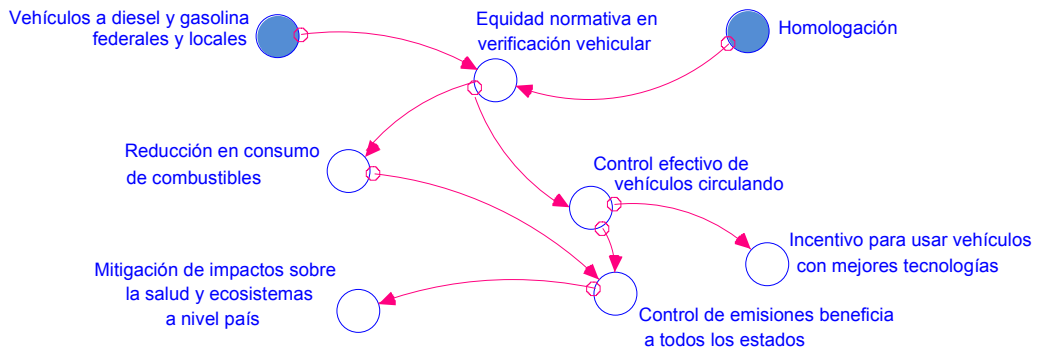 Vehículos a diesel y gasolina
federales y locales
Equidad normativa en
verificación vehicular
Homologación
Reducción en consumo
de combustibles
Control efectivo de
vehículos circulando
Incentivo para usar vehículos
con mejores tecnologías
Mitigación de impactos sobre
la salud y ecosistemas
a nivel país
Control de emisiones beneficia
a todos los estados